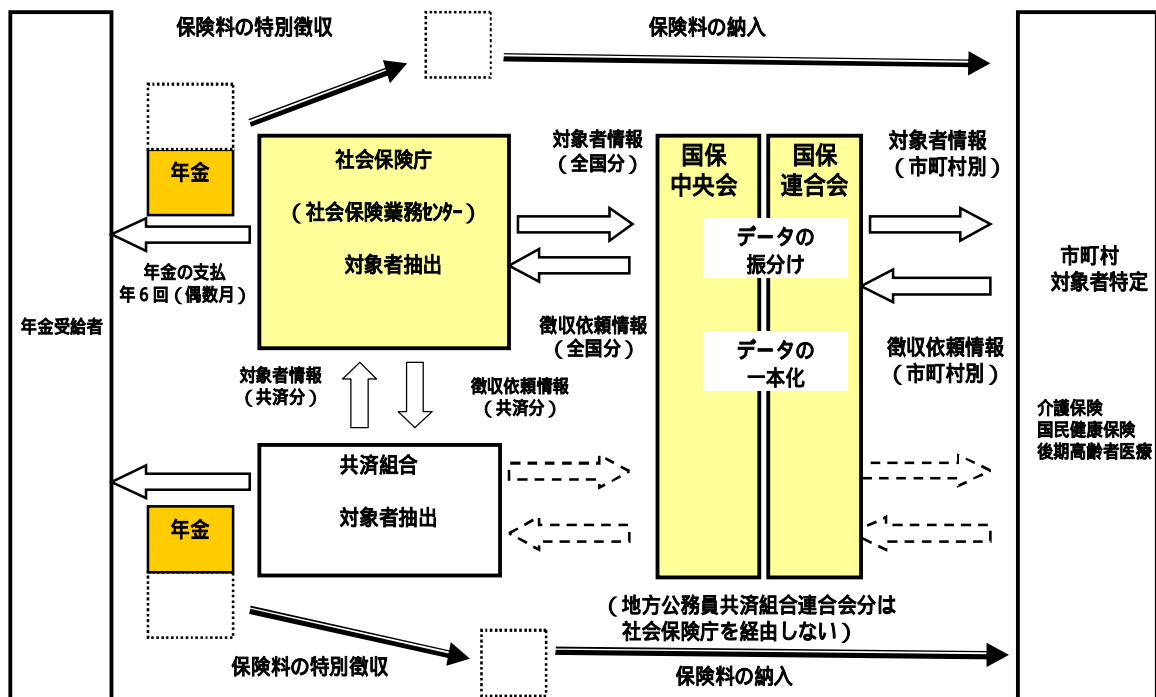 保険料の特別徴収
保険料の納入
年金
社会保険庁
（社会保険業務ｾﾝﾀｰ）
対象者抽出
対象者情報
（全国分）
国保
中央会
国保
連合会
対象者情報
（市町村別）
データの
振分け
年金の支払
年６回（偶数月）
年金受給者
市町村
対象者特定
徴収依頼情報
（全国分）
データの
一本化
徴収依頼情報
（市町村別）
対象者情報
（共済分）
徴収依頼情報
（共済分）
介護保険
国民健康保険
後期高齢者医療
共済組合
対象者抽出
年金
（地方公務員共済組合連合会分は
社会保険庁を経由しない）
保険料の特別徴収
保険料の納入